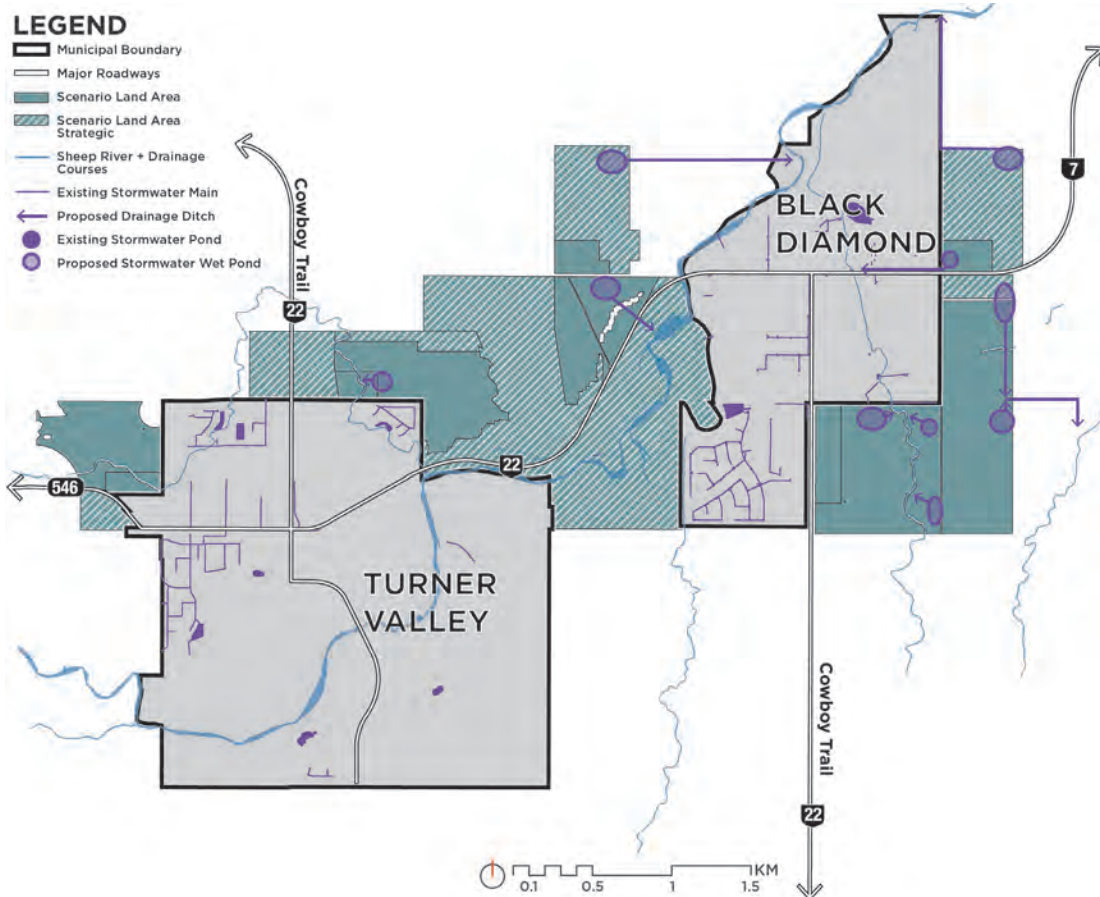 LEGEND
Municipal Boundary
Major Roadways
Scenario Land Area
Scenario Land Area
Strategic
Sheep River + Drainage
Courses
Existing Stormwater Main
Proposed Drainage Ditch
Existing Stormwater Pond
Proposed Stormwater Wet Pond
Cowboy Trail
22
7
BLACK
DIAMOND
22
546
TURNER
VALLEY
Cowboy Trail
22
KM
0.1 0.5 1 1.5